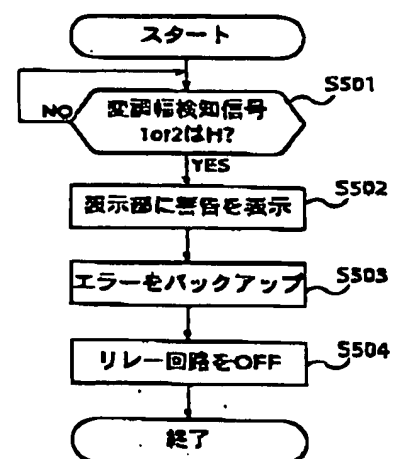 スタート
S501
変調幅検知信号
1or2はH?
NO
YES
S502
表示部に警告を表示
S503
エラーをバックアップ
S504
リレー回路をOFF
終了